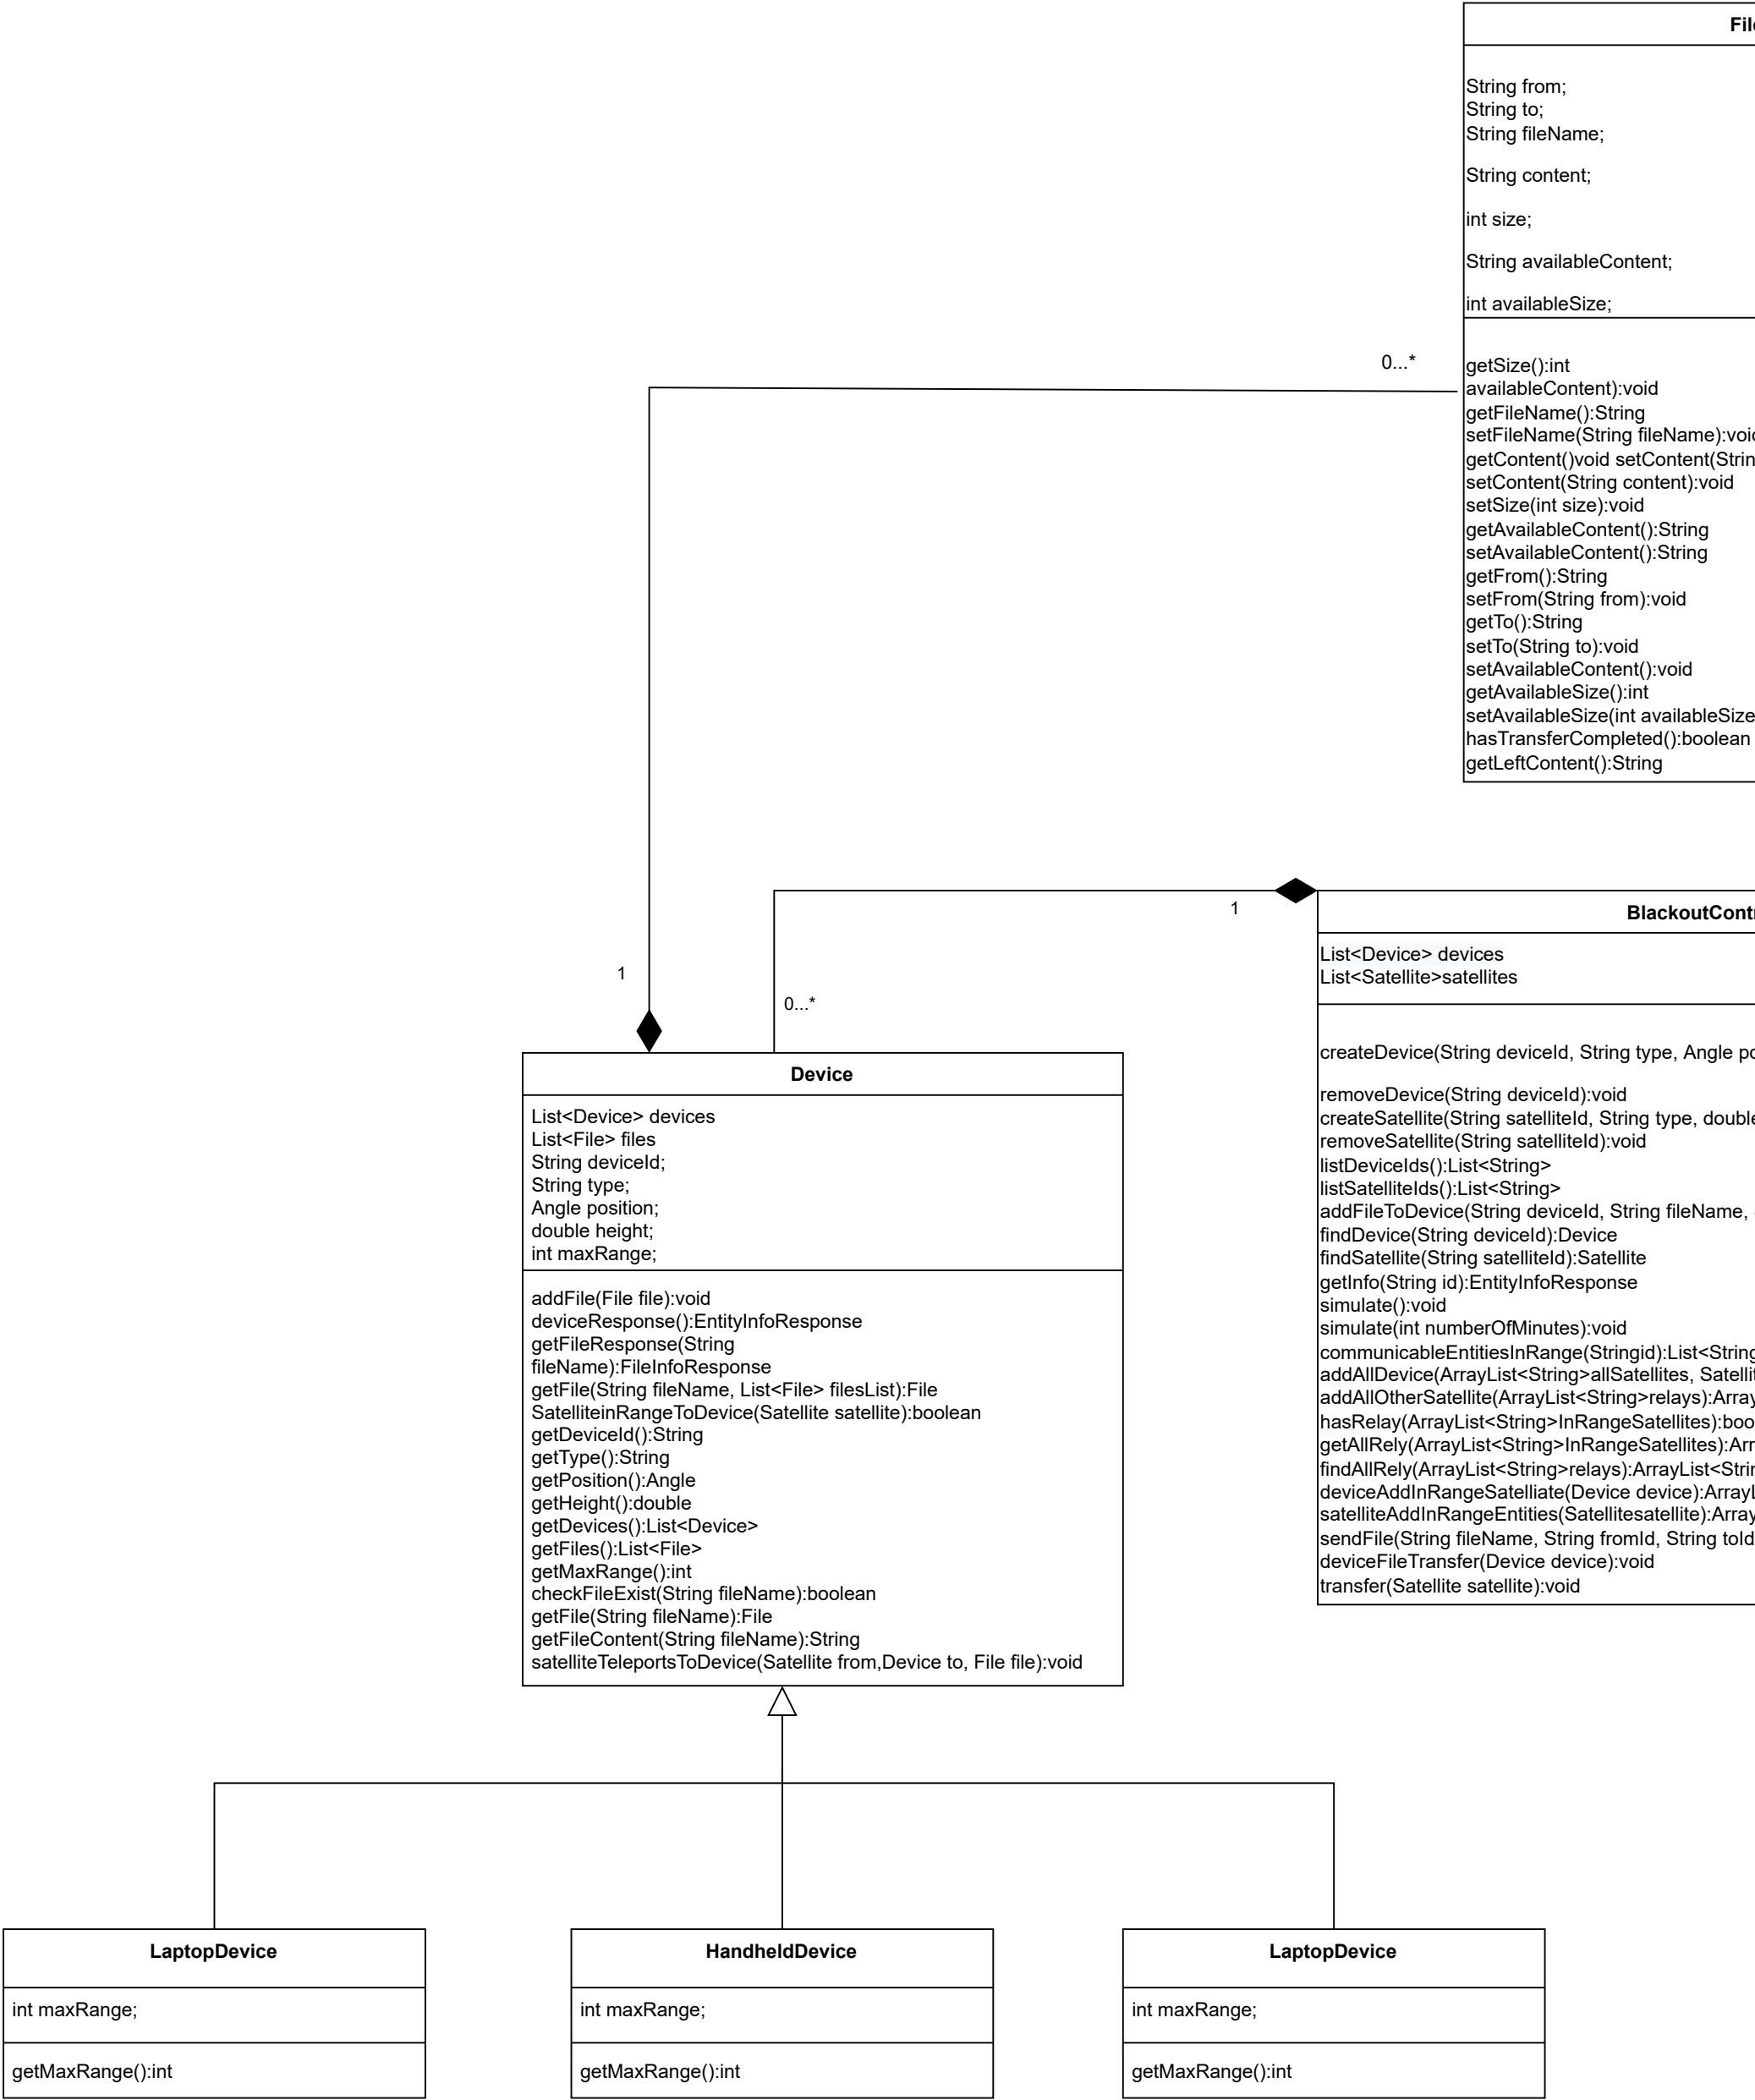 String from;
String to;
String fileName;
String content;
int size;
String availableContent;
int availableSize;
0...*
getSize():int
availableContent):void
getFileName():String
setFileName(String
getContent()void
setContent(String content):void
setSize(int size):void
getAvailableContent():String
setAvailableContent():String
getFrom():String
setFrom(String from):void
getTo():String
setTo(String to):void
setAvailableContent():void
getAvailableSize():int
setAvailableSize(int availableSize
hasTransferCompleted():boolean
getLeftContent():String
1
0...*
1
List<Device> devices
List<Satellite>satellites
createDevice(String deviceId, String type, Angle
removeDevice(String deviceId):void
createSatellite(String satelliteId, String type,
removeSatellite(String satelliteId):void
listDeviceIds():List<String>
listSatelliteIds():List<String>
addFileToDevice(String deviceId, String fileName,
findDevice(String deviceId):Device
findSatellite(String satelliteId):Satellite
getInfo(String id):EntityInfoResponse
simulate():void
simulate(int numberOfMinutes):void
communicableEntitiesInRange(Stringid):List<String
addAllDevice(ArrayList<String>allSatellites,
addAllOtherSatellite(ArrayList<String>relays):Array
hasRelay(ArrayList<String>InRangeSatellites):boo
getAllRely(ArrayList<String>InRangeSatellites):Arr
findAllRely(ArrayList<String>relays):ArrayList<Strin
deviceAddInRangeSatelliate(Device device):Array
satelliteAddInRangeEntities(Satellitesatellite):Array
sendFile(String fileName, String fromId, String toId
deviceFileTransfer(Device device):void
transfer(Satellite satellite):void
Device
List<Device> devices
List<File> files
String deviceId;
String type;
Angle position;
double height;
int maxRange;
addFile(File file):void
deviceResponse():EntityInfoResponse
getFileResponse(String
fileName):FileInfoResponse
getFile(String fileName, List<File> filesList):File
SatelliteinRangeToDevice(Satellite satellite):boolean
getDeviceId():String
getType():String
getPosition():Angle
getHeight():double
getDevices():List<Device>
getFiles():List<File>
getMaxRange():int
checkFileExist(String fileName):boolean
getFile(String fileName):File
getFileContent(String fileName):String
satelliteTeleportsToDevice(Satellite from,Device to, File file):void
LaptopDevice
int maxRange;
getMaxRange():int
HandheldDevice
int maxRange;
getMaxRange():int
LaptopDevice
int maxRange;
getMaxRange():int